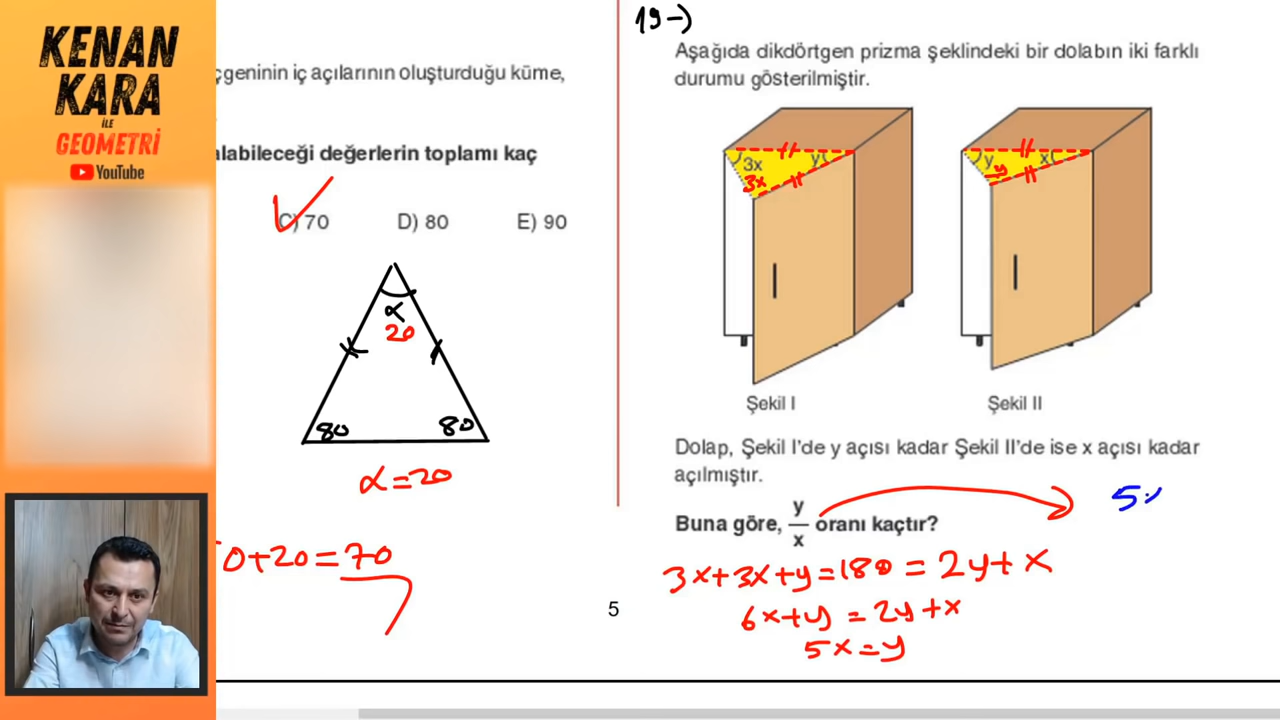 KENAN
KARA
İLE
GEOMETRİ
YouTube
çgeninin iç açılarının oluşturduğu küme,
alabileceği değerlerin toplamı kaç
C) 70 D) 80 E) 90
α
20
80 80
α=20
0+20=70
5
19-)
Aşağıda dikdörtgen prizma şeklindeki bir dolabın iki farklı
durumu gösterilmiştir.
3x y
3x
y x
y
Şekil I Şekil II
Dolap, Şekil I'de y açısı kadar Şekil II'de ise x açısı kadar
açılmıştır.
Buna göre, y/x oranı kaçtır?
3x+3x+y=180=2y+x
6x+y=2y+x
5x=y